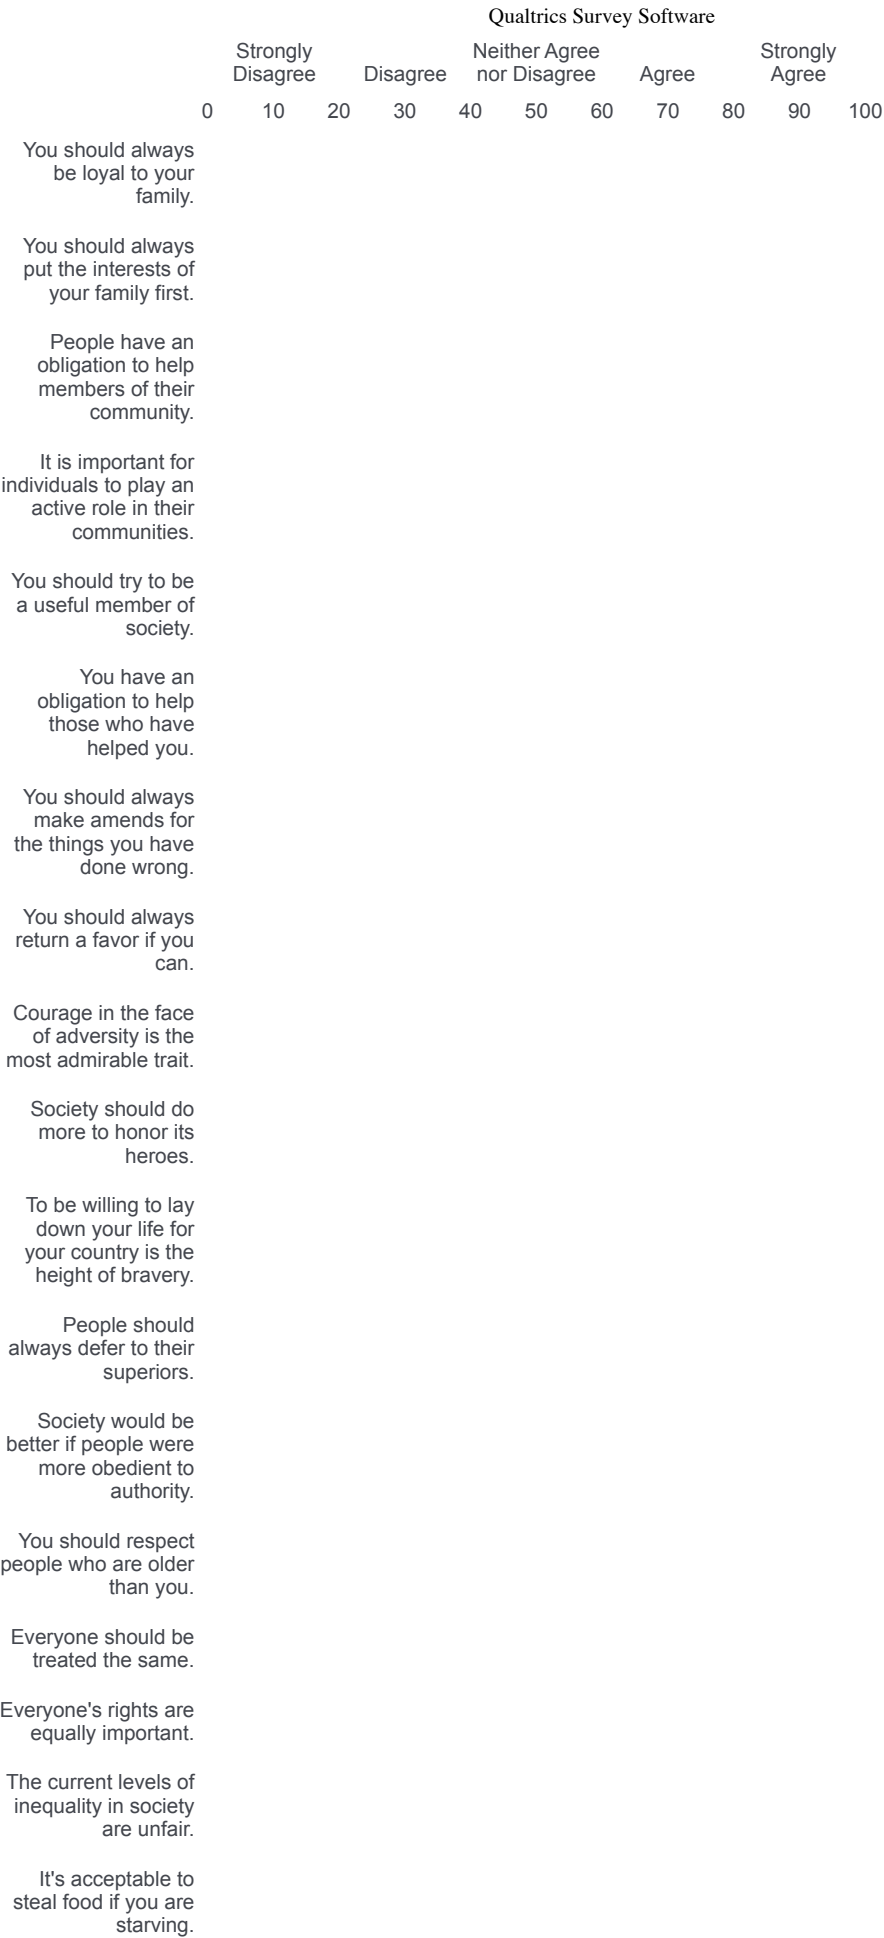 Qualtrics Survey Software
Strongly Disagree Disagree Neither Agree nor Disagree Agree Strongly Agree
0 10 20 30 40 50 60 70 80 90 100
You should always
be loyal to your
family.
You should always
put the interests of
your family first.
People have an
obligation to help
members of their
community.
It is important for
individuals to play an
active role in their
communities.
You should try to be
a useful member of
society.
You have an
obligation to help
those who have
helped you.
You should always
make amends for
the things you have
done wrong.
You should always
return a favor if you
can.
Courage in the face
of adversity is the
most admirable trait.
Society should do
more to honor its
heroes.
To be willing to lay
down your life for
your country is the
height of bravery.
People should
always defer to their
superiors.
Society would be
better if people were
more obedient to
authority.
You should respect
people who are older
than you.
Everyone should be
treated the same.
Everyone's rights are
equally important.
The current levels of
inequality in society
are unfair.
It's acceptable to
steal food if you are
starving.